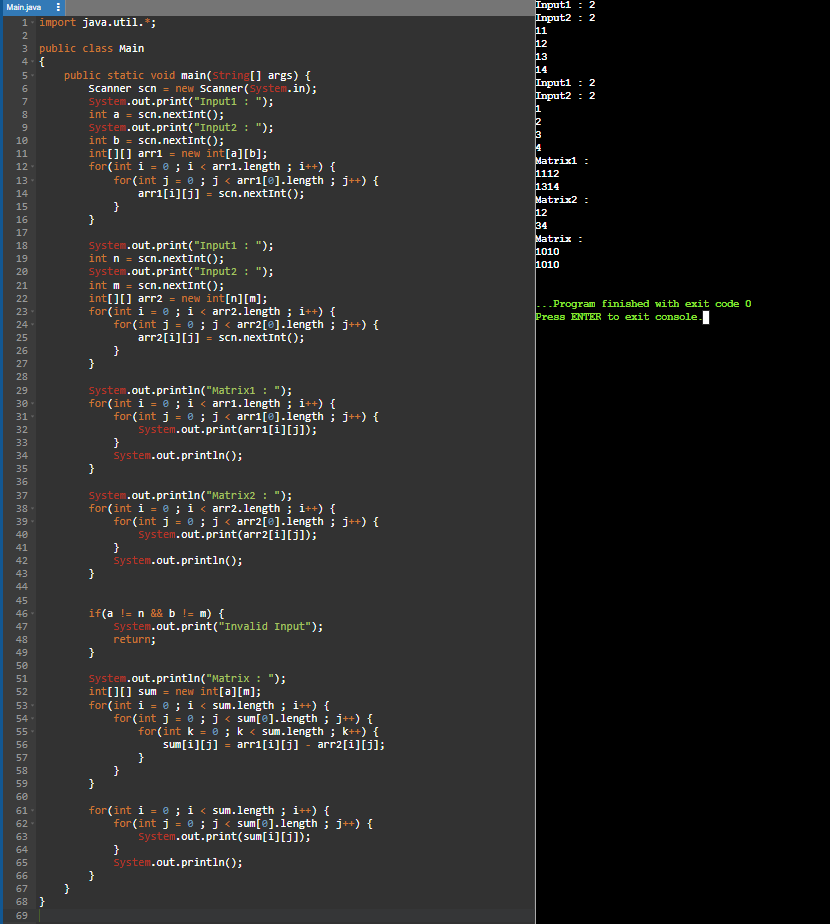 Main.java
1 import java.util.*;
2
3 public class Main
4 {
5     public static void main(String[] args) {
6         Scanner scn = new Scanner(System.in);
7         System.out.print("Input1 : ");
8         int a = scn.nextInt();
9         System.out.print("Input2 : ");
10         int b = scn.nextInt();
11         int[][] arr1 = new int[a][b];
12         for(int i = 0 ; i < arr1.length ; i++) {
13             for(int j = 0 ; j < arr1[0].length ; j++) {
14                 arr1[i][j] = scn.nextInt();
15             }
16         }
17
18         System.out.print("Input1 : ");
19         int n = scn.nextInt();
20         System.out.print("Input2 : ");
21         int m = scn.nextInt();
22         int[][] arr2 = new int[n][m];
23         for(int i = 0 ; i < arr2.length ; i++) {
24             for(int j = 0 ; j < arr2[0].length ; j++) {
25                 arr2[i][j] = scn.nextInt();
26             }
27         }
28
29         System.out.println("Matrix1 : ");
30         for(int i = 0 ; i < arr1.length ; i++) {
31             for(int j = 0 ; j < arr1[0].length ; j++) {
32                 System.out.print(arr1[i][j]);
33             }
34             System.out.println();
35         }
36
37         System.out.println("Matrix2 : ");
38         for(int i = 0 ; i < arr2.length ; i++) {
39             for(int j = 0 ; j < arr2[0].length ; j++) {
40                 System.out.print(arr2[i][j]);
41             }
42             System.out.println();
43         }
44
45
46         if(a != n && b != m) {
47             System.out.print("Invalid Input");
48             return;
49         }
50
51         System.out.println("Matrix : ");
52         int[][] sum = new int[a][m];
53         for(int i = 0 ; i < sum.length ; i++) {
54             for(int j = 0 ; j < sum[0].length ; j++) {
55                 for(int k = 0 ; k < sum.length ; k++) {
56                     sum[i][j] = arr1[i][j] - arr2[i][j];
57                 }
58             }
59         }
60
61         for(int i = 0 ; i < sum.length ; i++) {
62             for(int j = 0 ; j < sum[0].length ; j++) {
63                 System.out.print(sum[i][j]);
64             }
65             System.out.println();
66         }
67     }
68 }
69
Input1 : 2
Input2 : 2
11
12
13
14
Input1 : 2
Input2 : 2
1
2
3
4
Matrix1 :
1112
1314
Matrix2 :
12
34
Matrix :
1010
1010
...Program finished with exit code 0
Press ENTER to exit console.